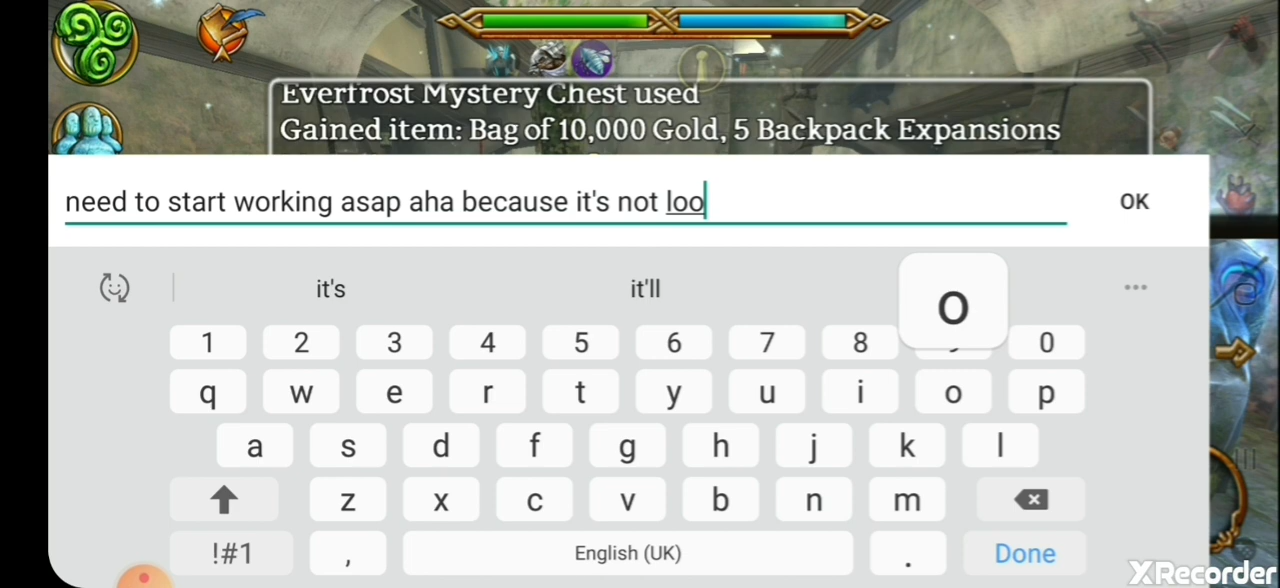 Everfrost Mystery Chest used
Gained item: Bag of 10,000 Gold, 5 Backpack Expansions
need to start working asap aha because it's not loo
OK
it's it'll
o
1 2 3 4 5 6 7 8 9 0
q w e r t y u i o p
a s d f g h j k l
z x c v b n m
!#1 , English (UK) . Done
XRecorder